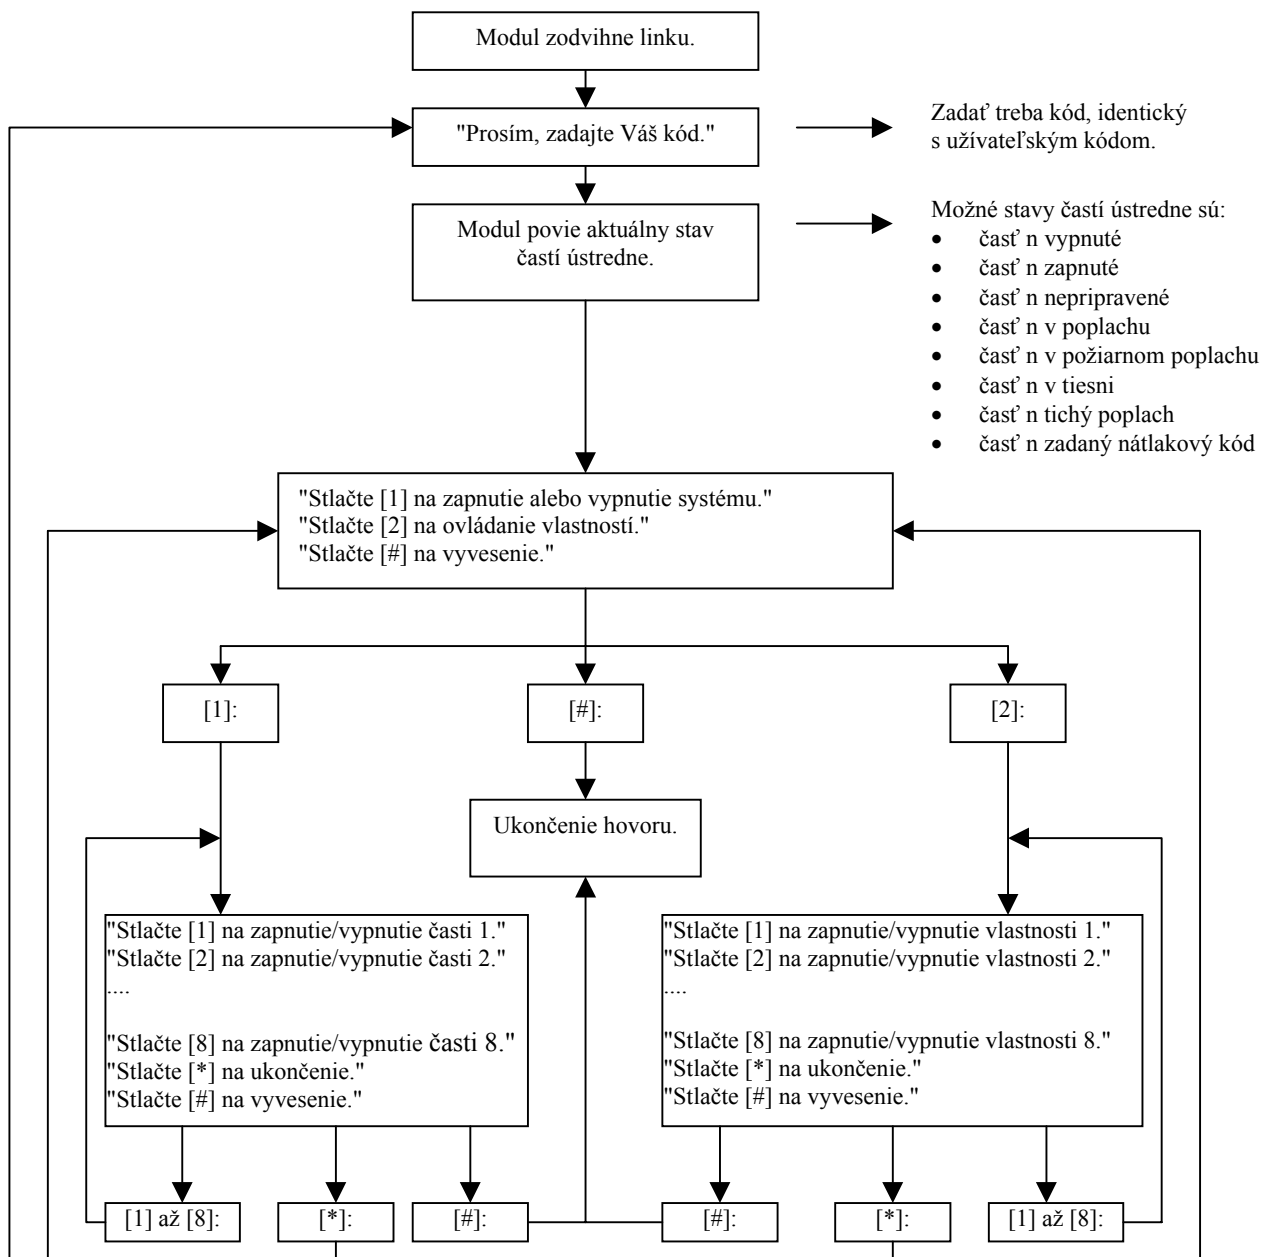 Modul zodvihne linku.
"Prosím, zadajte Váš kód."
Zadať treba kód, identický
s užívateľským kódom.
Modul povie aktuálny stav
častí ústredne.
Možné stavy častí ústredne sú:
• časť n vypnuté
• časť n zapnuté
• časť n nepripravené
• časť n v poplachu
• časť n v požiarnom poplachu
• časť n v tiesni
• časť n tichý poplach
• časť n zadaný nátlakový kód
"Stlačte [1] na zapnutie alebo vypnutie systému."
"Stlačte [2] na ovládanie vlastností."
"Stlačte [#] na vyvesenie."
[1]:
[#]:
[2]:
Ukončenie hovoru.
"Stlačte [1] na zapnutie/vypnutie časti 1."
"Stlačte [2] na zapnutie/vypnutie časti 2."
....
"Stlačte [8] na zapnutie/vypnutie časti 8."
"Stlačte [*] na ukončenie."
"Stlačte [#] na vyvesenie."
"Stlačte [1] na zapnutie/vypnutie vlastnosti 1."
"Stlačte [2] na zapnutie/vypnutie vlastnosti 2."
....
"Stlačte [8] na zapnutie/vypnutie vlastnosti 8."
"Stlačte [*] na ukončenie."
"Stlačte [#] na vyvesenie."
[1] až [8]:
[*]:
[#]:
[#]:
[*]:
[1] až [8]: